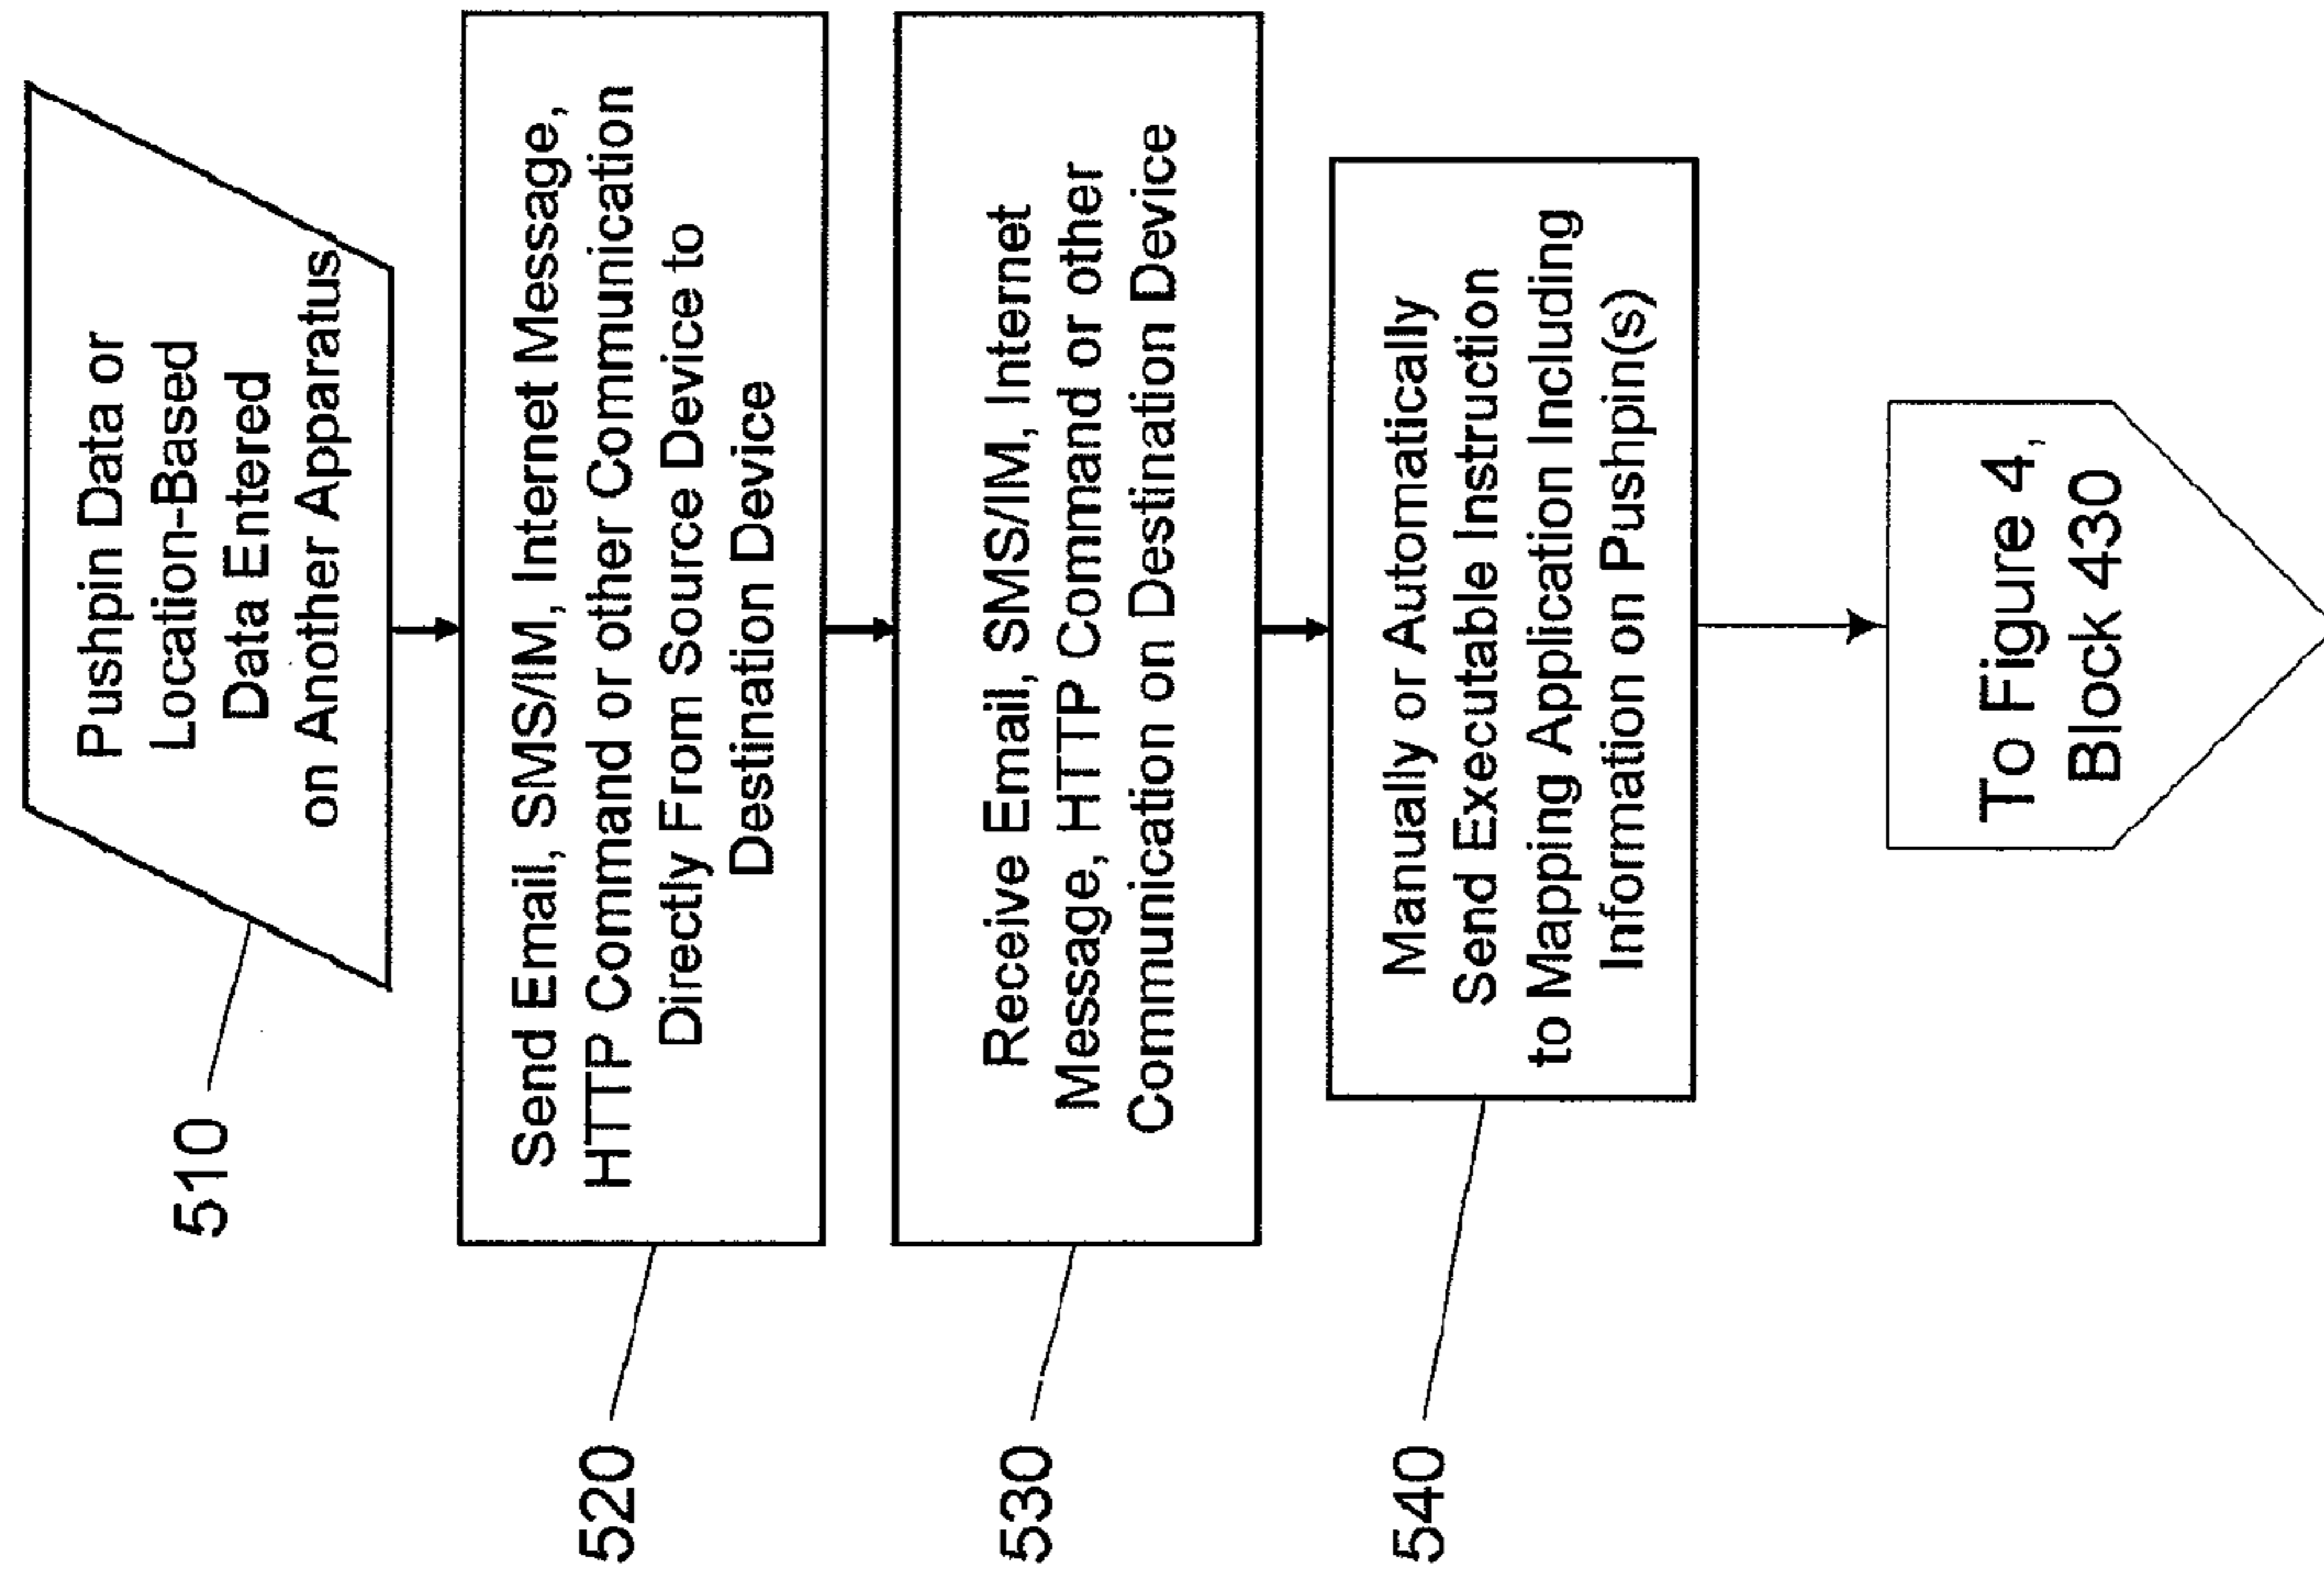 Pushpin Data or
Location-Based
Data Entered
on Another Apparatus
510
Send Email, SMS/IM, Internet Message,
HTTP Command or other Communication
Directly From Source Device to
Destination Device
520
Receive Email, SMS/IM, Internet
Message, HTTP Command or other
Communication on Destination Device
530
Manually or Automatically
Send Executable Instruction
to Mapping Application Including
Information on Pushpin(s)
540
To Figure 4,
Block 430